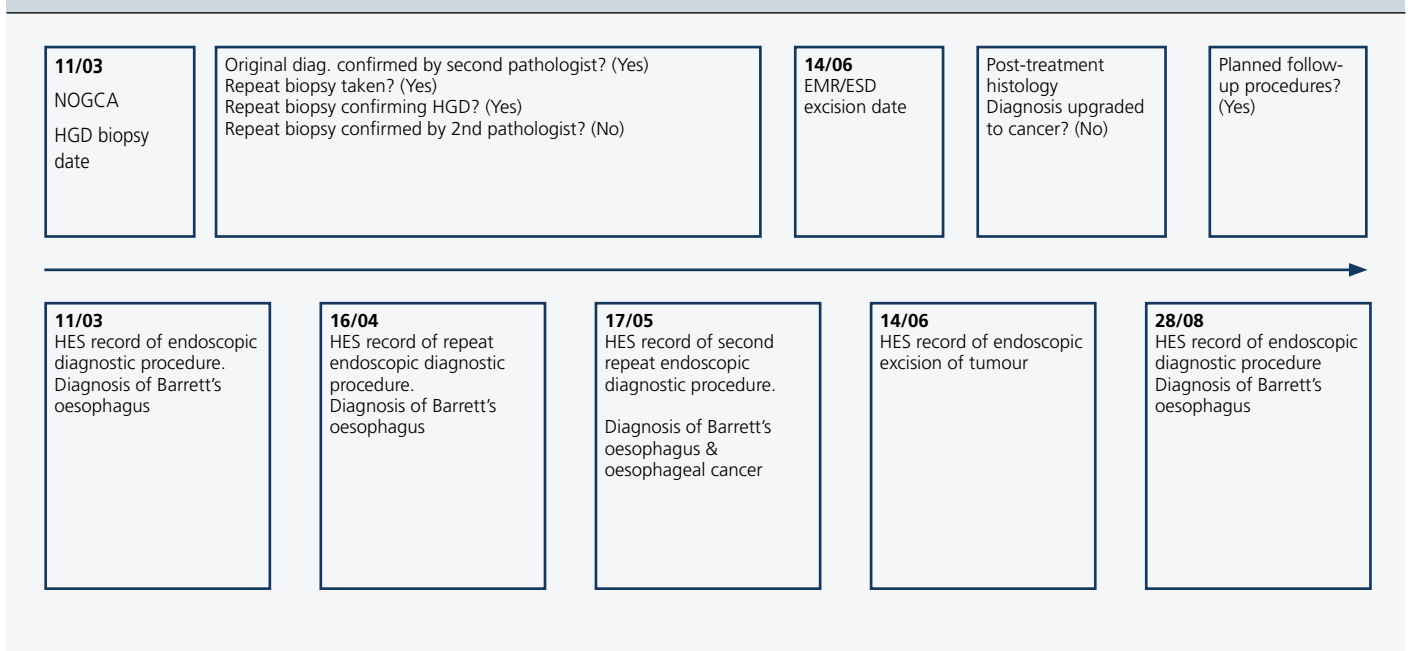 11/03
NOGCA
HGD biopsy
date
Original diag. confirmed by second pathologist? (Yes)
Repeat biopsy taken? (Yes)
Repeat biopsy confirming HGD? (Yes)
Repeat biopsy confirmed by 2nd pathologist? (No)
14/06
EMR/ESD
excision date
Post-treatment
histology
Diagnosis upgraded
to cancer? (No)
Planned follow-
up procedures?
(Yes)
11/03
HES record of endoscopic
diagnostic procedure.
Diagnosis of Barrett’s
oesophagus
16/04
HES record of repeat
endoscopic diagnostic
procedure.
Diagnosis of Barrett’s
oesophagus
17/05
HES record of second
repeat endoscopic
diagnostic procedure.
Diagnosis of Barrett’s
oesophagus &
oesophageal cancer
14/06
HES record of endoscopic
excision of tumour
28/08
HES record of endoscopic
diagnostic procedure
Diagnosis of Barrett’s
oesophagus